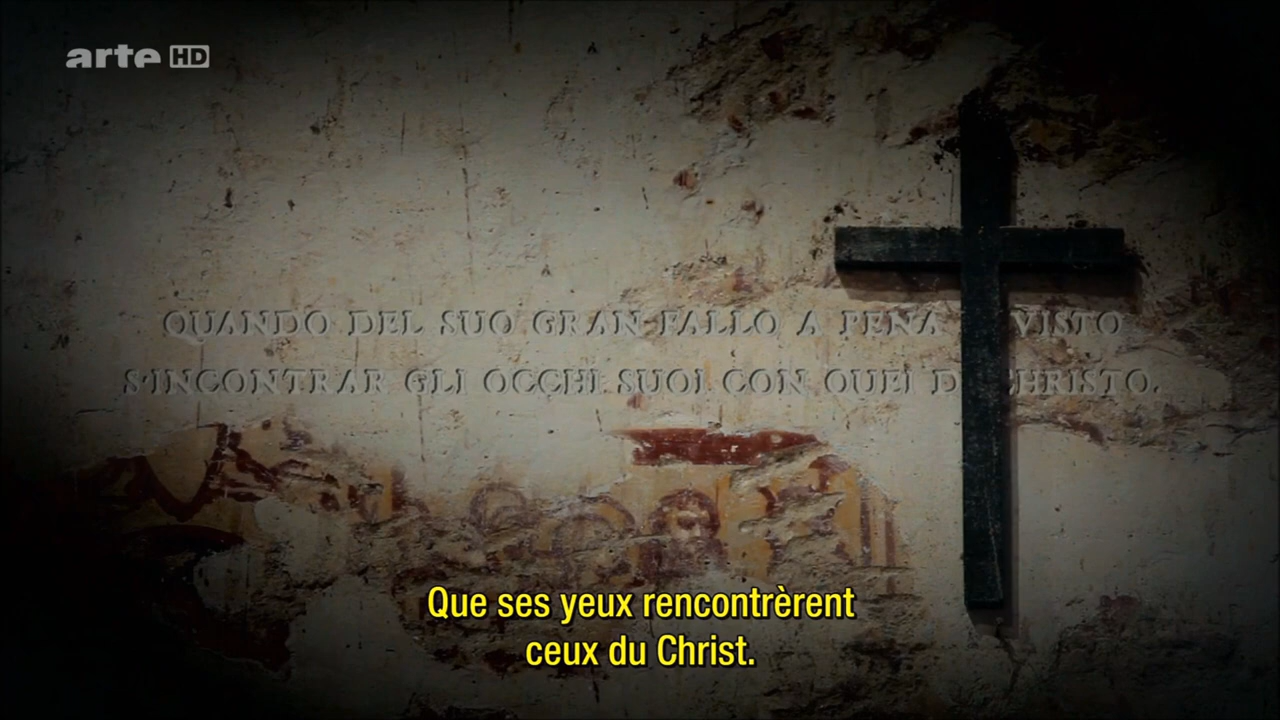 arte HD
QUANDO DEL SUO GRAN FALLO A PENA VISTO
S'INCONTRAR GLI OCCHI SUOI CON QUEI D CHRISTO.
Que ses yeux rencontrèrent
ceux du Christ.